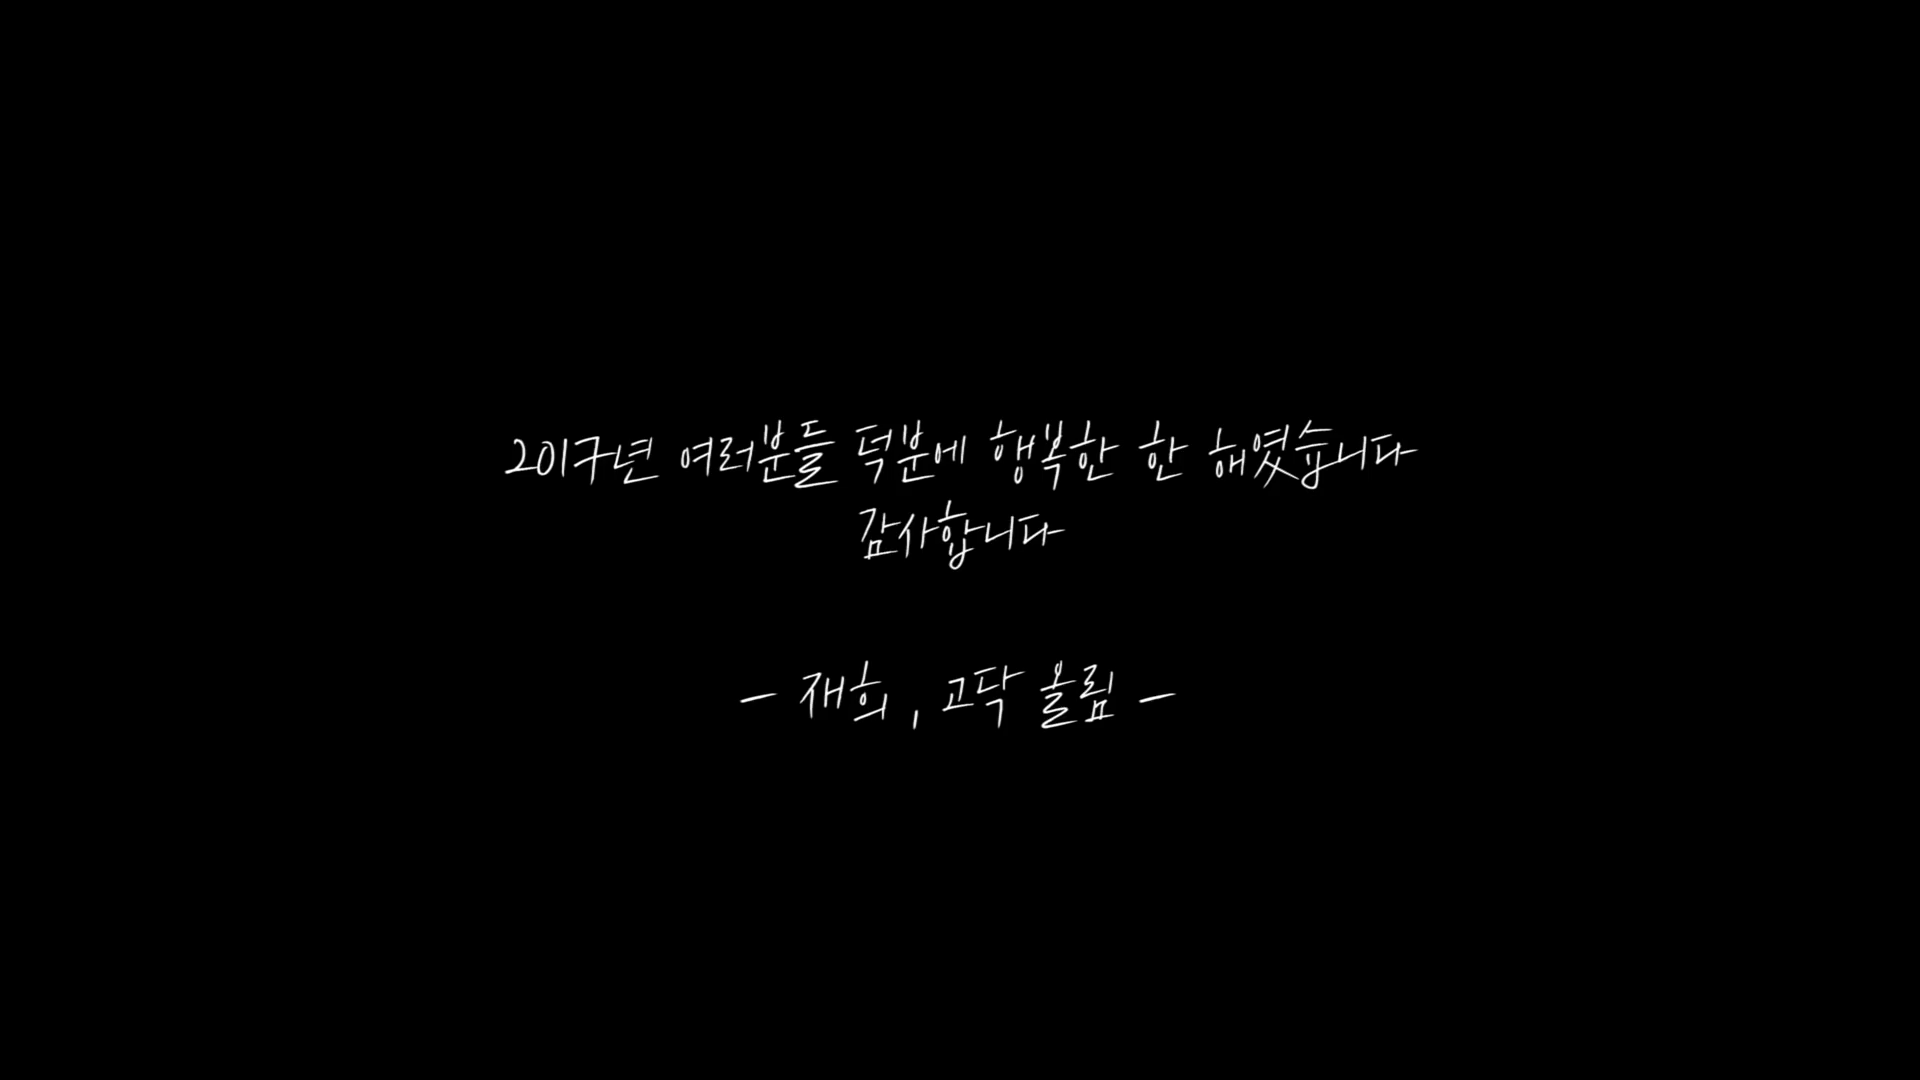 2017년 여러분들 덕분에 행복한 한 해였습니다
감사합니다
- 재희, 고닥 올림 -